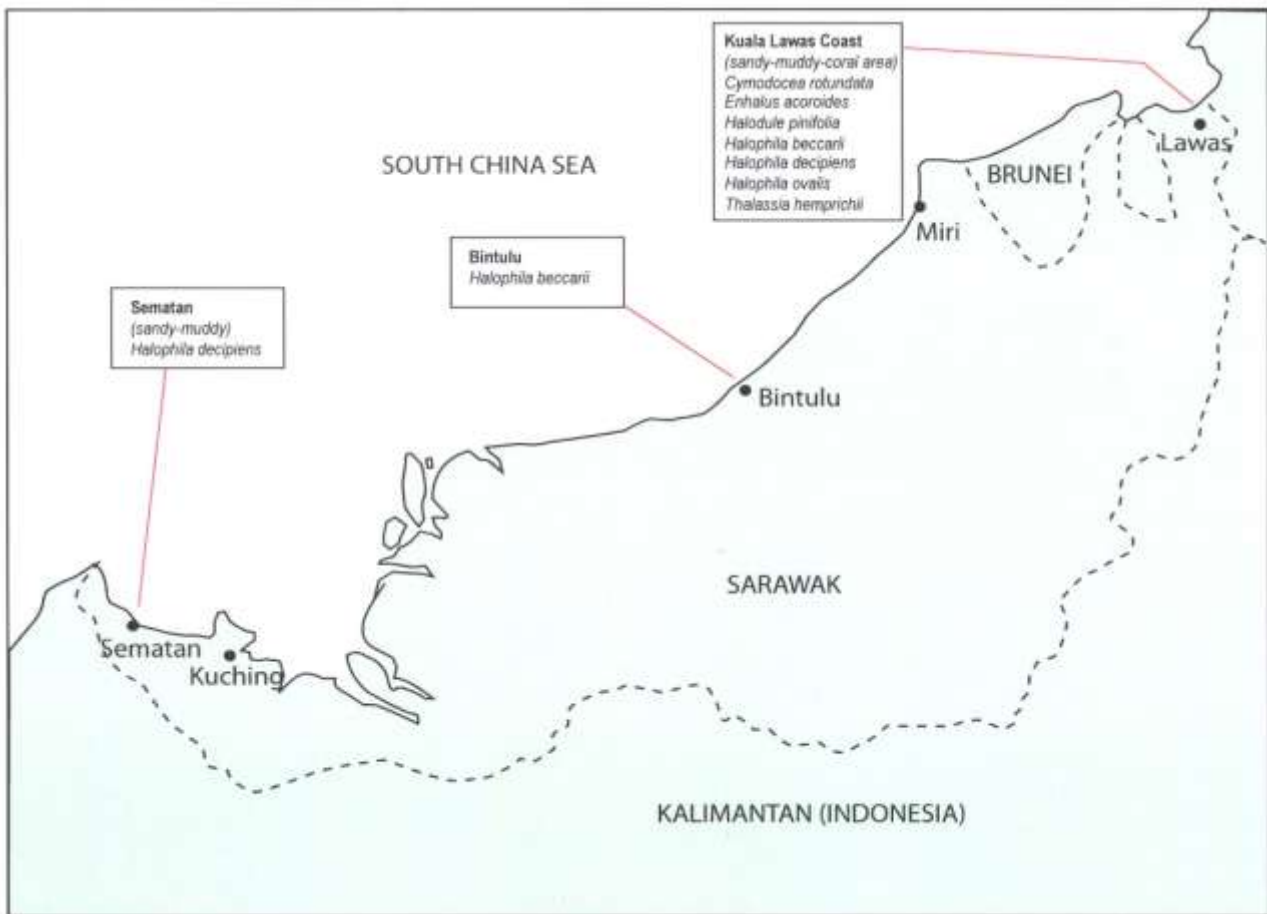 Kuala Lawas Coast
(sandy-muddy-coral area)
Cymodocea rotundata
Enhalus acoroides
Halodule pinifolia
Halophila beccarii
Halophila decipiens
Halophila ovalis
Thalassia hemprichii
Lawas
SOUTH CHINA SEA
BRUNEI
Miri
Bintulu
Halophila beccarii
Sematan
(sandy-muddy)
Halophila decipiens
Bintulu
SARAWAK
Sematan
Kuching
KALIMANTAN (INDONESIA)